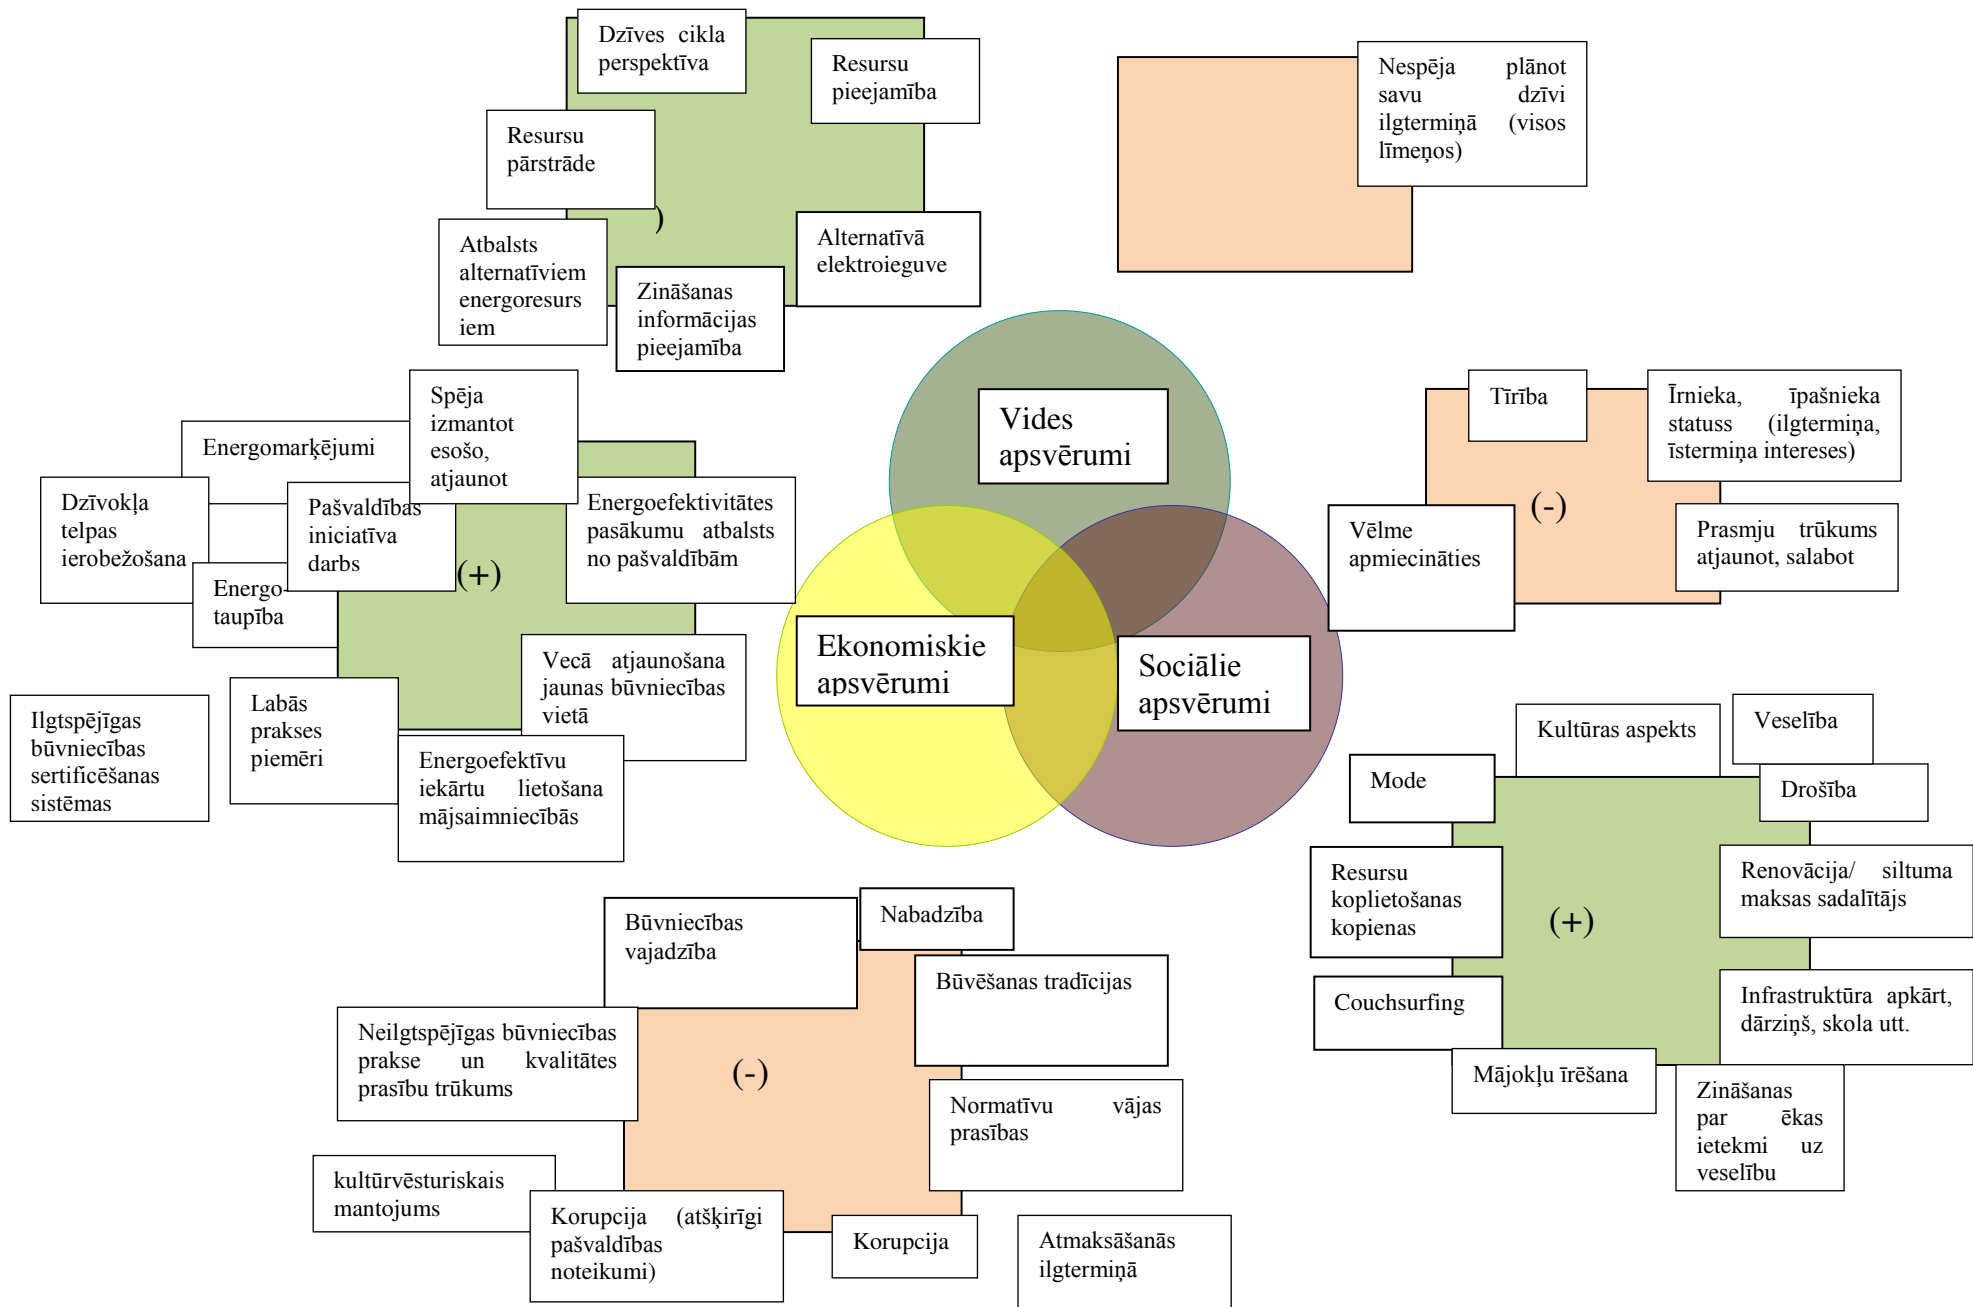 Dzīves cikla
perspektīva
Resursu
pieejamība
Resursu
pārstrāde
)
Atbalsts
alternatīviem
energoresurs
iem
Zināšanas
informācijas
pieejamība
Alternatīvā
elektroieguve
Nespēja plānot
savu dzīvi
ilgtermiņā (visos
līmeņos)
Vides
apsvērumi
Ekonomiskie
apsvērumi
Sociālie
apsvērumi
Spēja
izmantot
esošo,
atjaunot
Energomarķējumi
Dzīvokļa
telpas
ierobežošana
Pašvaldības
iniciatīva
darbs
Energo-
taupība
(+)
Energoefektivitātes
pasākumu atbalsts
no pašvaldībām
Vecā atjaunošana
jaunas būvniecības
vietā
Ilgtspējīgas
būvniecības
sertificēšanas
sistēmas
Labās
prakses
piemēri
Energoefektīvu
iekārtu lietošana
mājsaimniecībās
Tīrība
Īrnieka, īpašnieka
statuss (ilgtermiņa,
īstermiņa intereses)
(-)
Vēlme
apmiecināties
Prasmju trūkums
atjaunot, salabot
Kultūras aspekts
Veselība
Mode
Drošība
Resursu
koplietošanas
kopienas
(+)
Renovācija/ siltuma
maksas sadalītājs
Couchsurfing
Infrastruktūra apkārt,
dārziņš, skola utt.
Mājokļu īrēšana
Zināšanas
par ēkas
ietekmi uz
veselību
Būvniecības
vajadzība
Nabadzība
Būvēšanas tradīcijas
Neilgtspējīgas būvniecības
prakse un kvalitātes
prasību trūkums
(-)
Normatīvu vājas
prasības
kultūrvēsturiskais
mantojums
Korupcija (atšķirīgi
pašvaldības
noteikumi)
Korupcija
Atmaksāšanās
ilgtermiņā